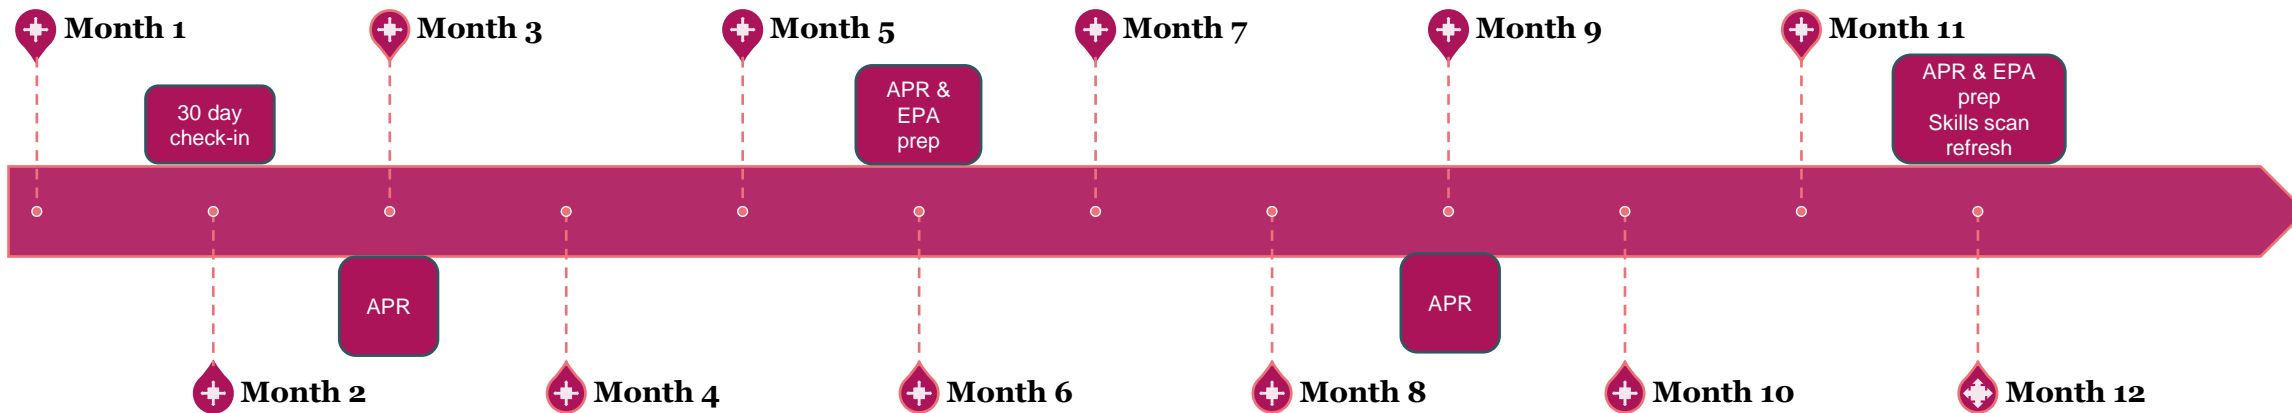 Month 1
Month 3
Month 5
Month 7
Month 9
Month 11
30 day
check-in
APR &
EPA
prep
APR & EPA
prep
Skills scan
refresh
APR
APR
Month 2
Month 4
Month 6
Month 8
Month 10
Month 12